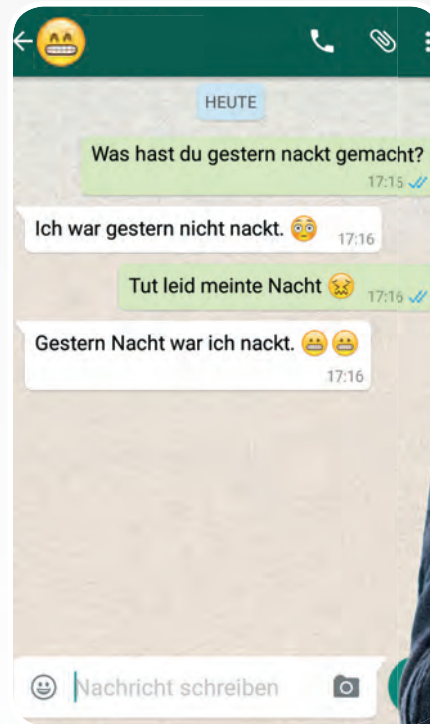 HEUTE
Was hast du gestern nackt gemacht?
17:15
Ich war gestern nicht nackt. 😳
17:16
Tut leid meinte Nacht 😖
17:16
Gestern Nacht war ich nackt. 😬😬
17:16
Nachricht schreiben